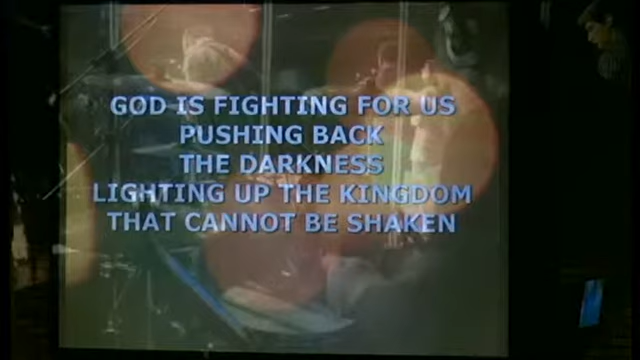 GOD IS FIGHTING FOR US
PUSHING BACK
THE DARKNESS
LIGHTING UP THE KINGDOM
THAT CANNOT BE SHAKEN